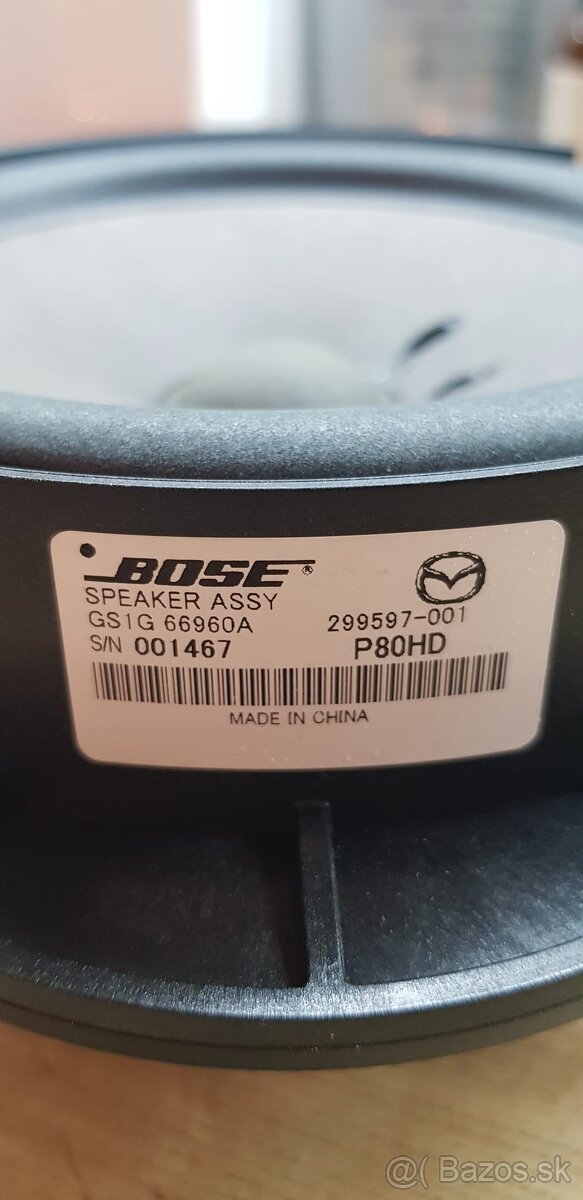 BOSE®
SPEAKER ASSY
GS1G 66960A 299597-001
S/N 001467 P80HD
MADE IN CHINA
@( Bazos.sk